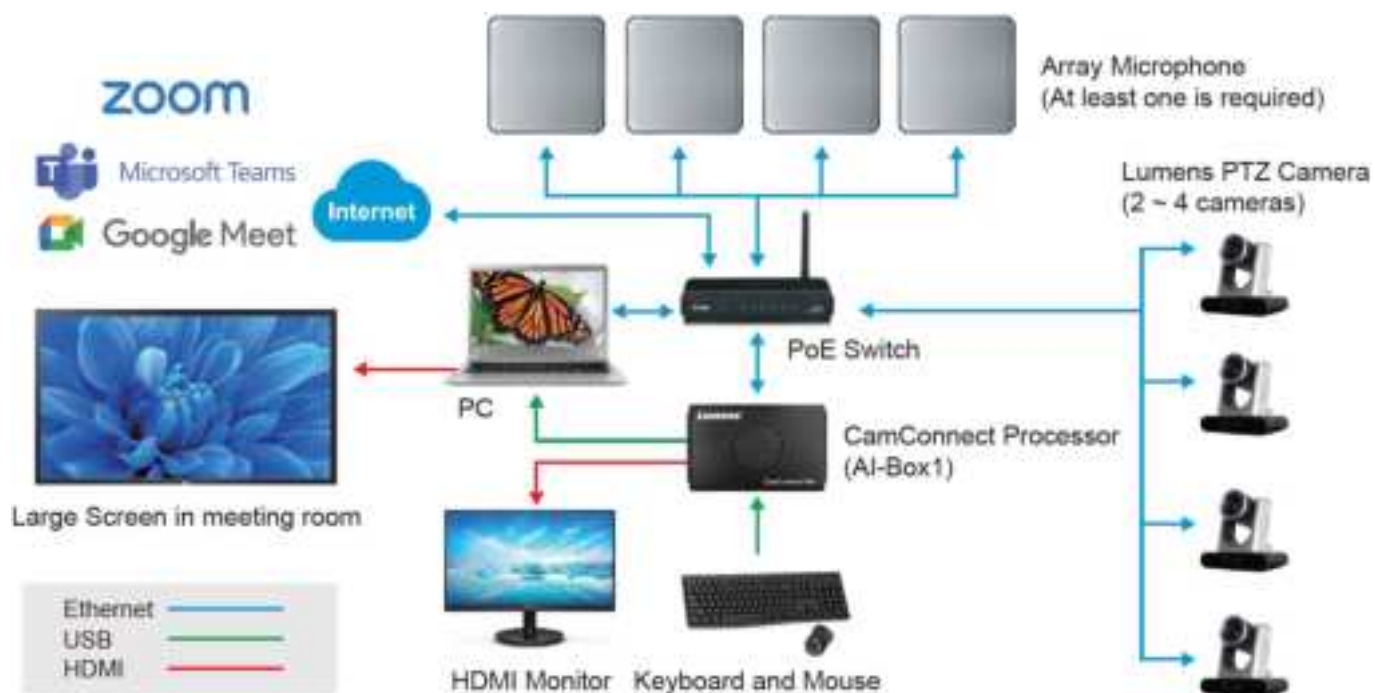 Array Microphone
(At least one is required)
zoom
Microsoft Teams
Google Meet
Internet
Lumens PTZ Camera
(2 ~ 4 cameras)
PoE Switch
PC
CamConnect Processor
(AI-Box1)
Lumens
Large Screen in meeting room
Ethernet
USB
HDMI
HDMI Monitor
Keyboard and Mouse